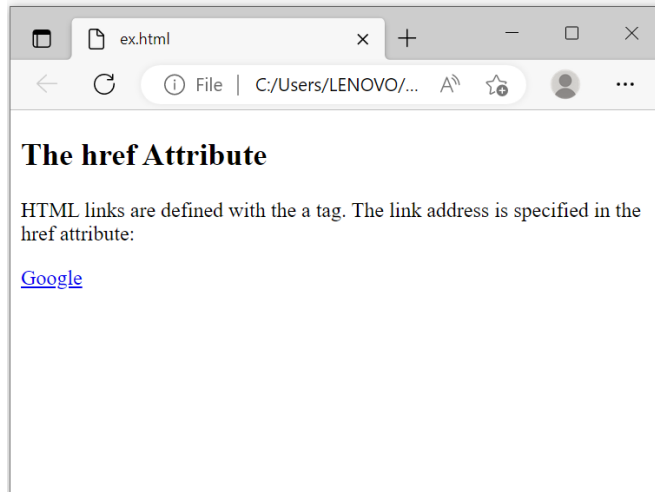 ex.html
File | C:/Users/LENOVO/...
The href Attribute
HTML links are defined with the a tag. The link address is specified in the
href attribute:
Google